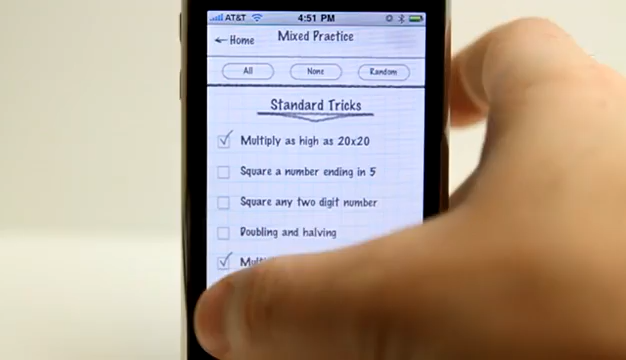 AT&T 4:51 PM
Home Mixed Practice
All None Random
Standard Tricks
Multiply as high as 20x20
Square a number ending in 5
Square any two digit number
Doubling and halving